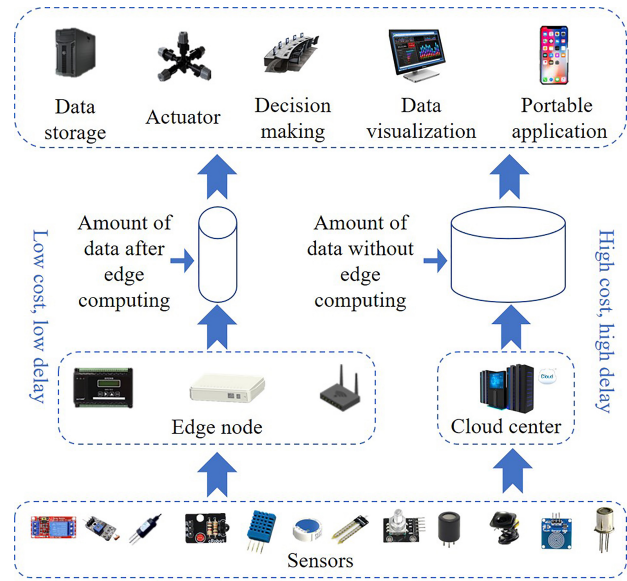 Data
storage
Actuator
Decision
making
Data
visualization
Portable
application
Low cost, low delay
Amount of
data after
edge
computing
Amount of
data without
edge
computing
High cost, high delay
Edge node
Cloud center
Sensors